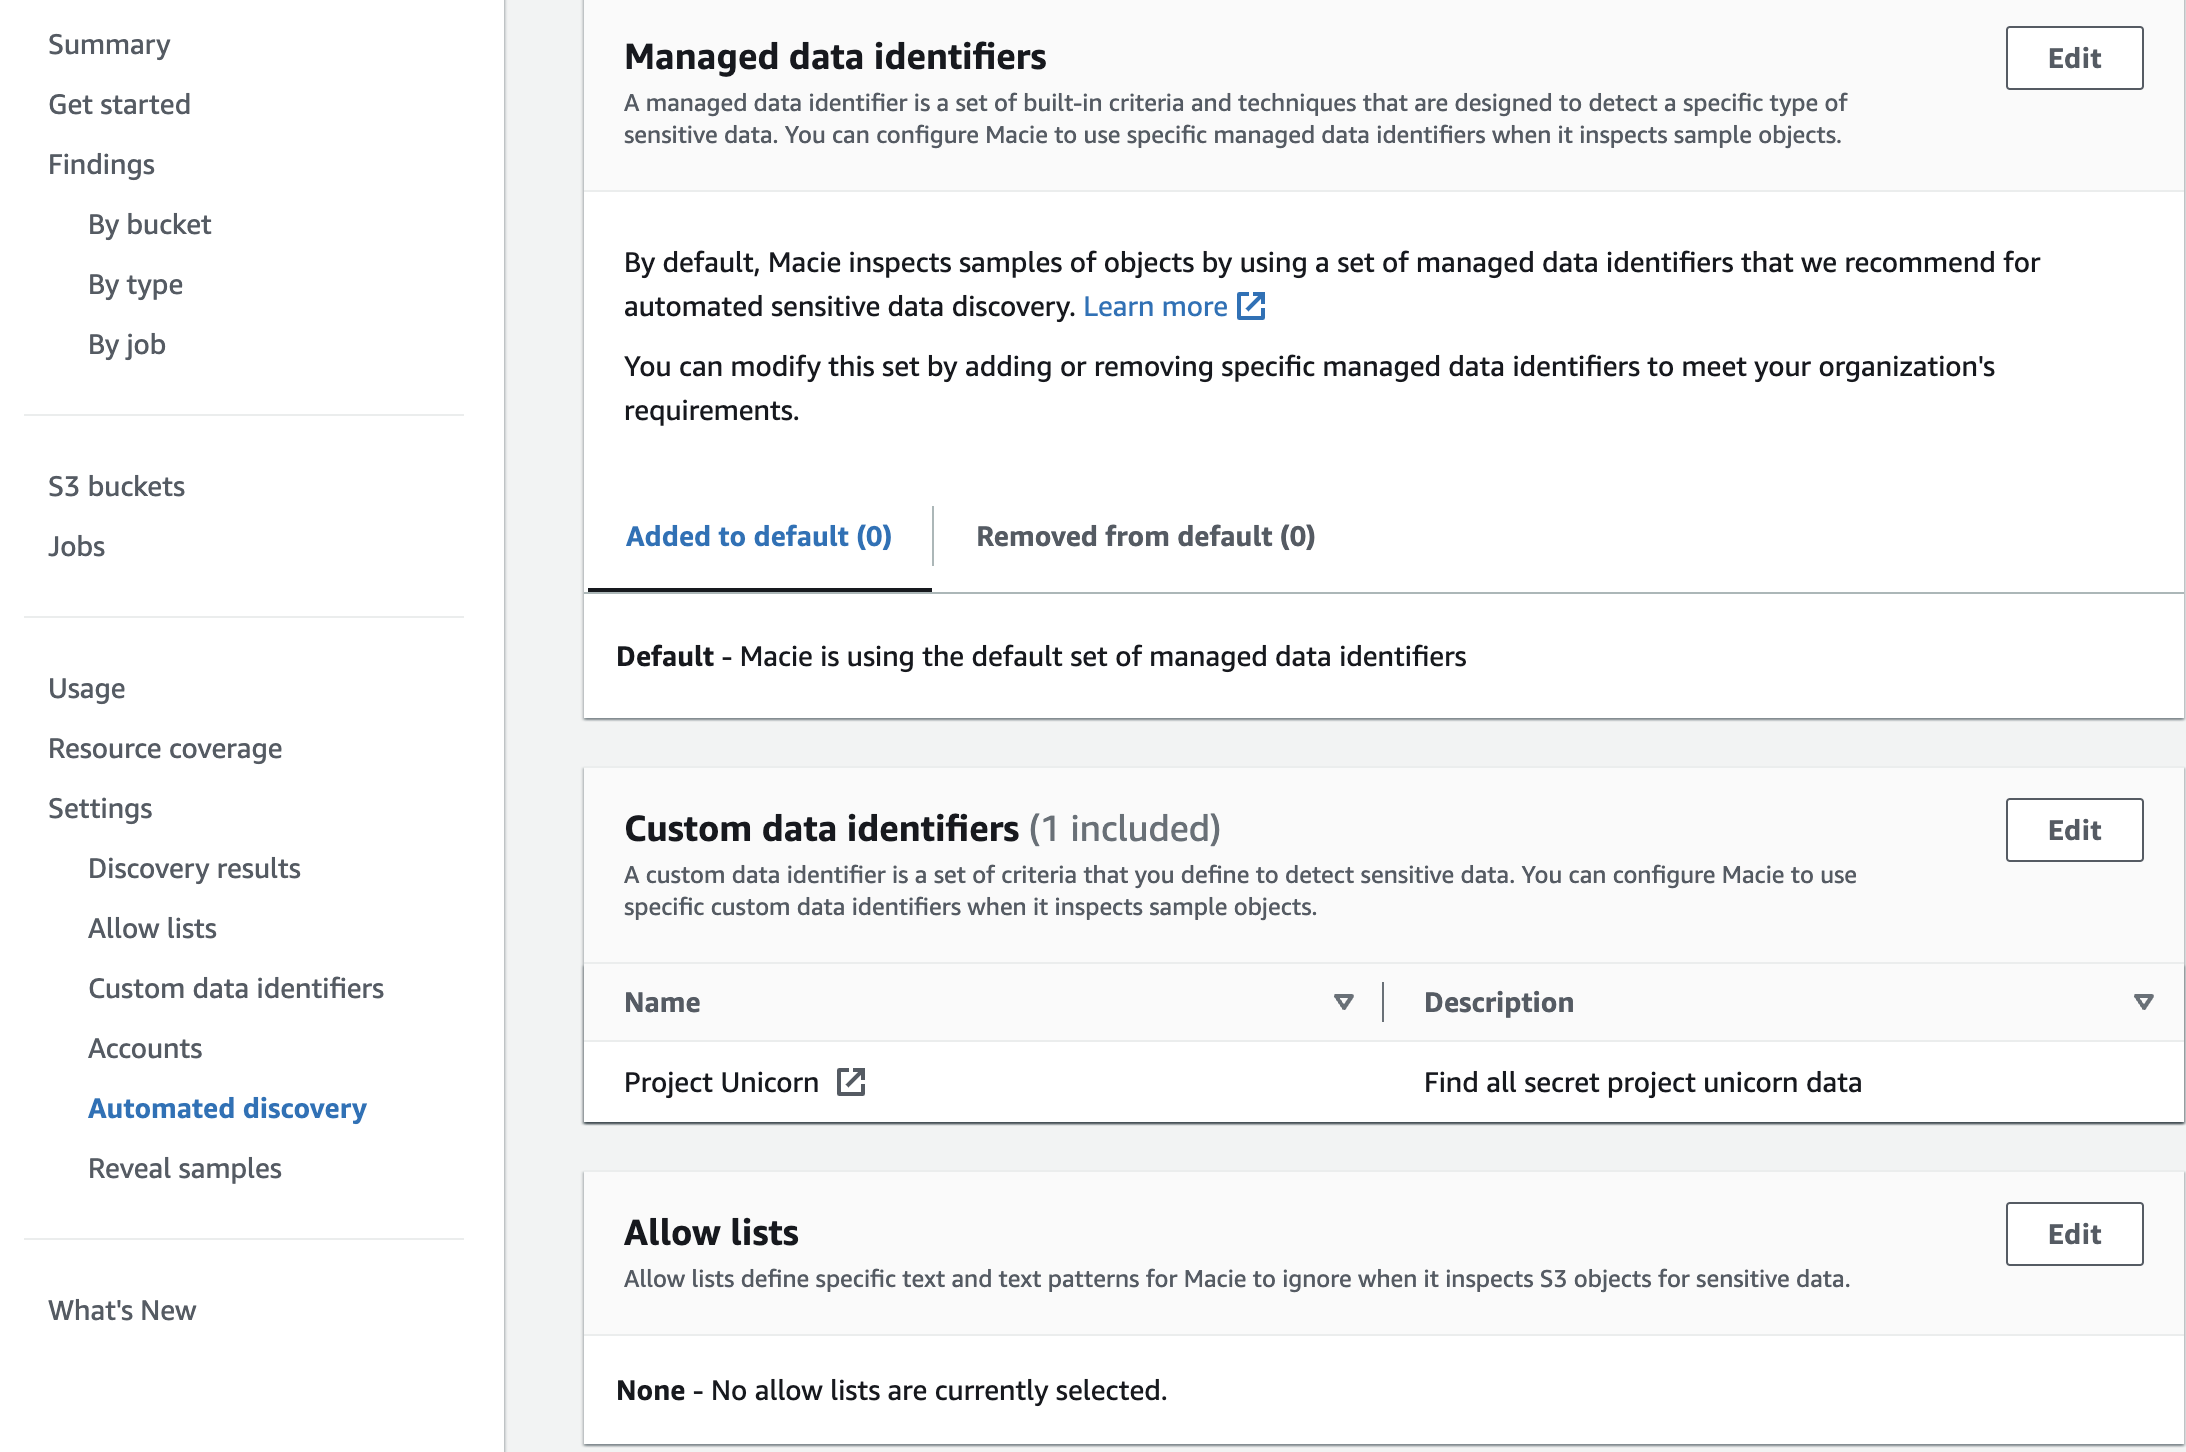 Summary
Get started
Findings
By bucket
By type
By job
S3 buckets
Jobs
Usage
Resource coverage
Settings
Discovery results
Allow lists
Custom data identifiers
Accounts
Automated discovery
Reveal samples
What's New
Managed data identifiers
Edit
A managed data identifier is a set of built-in criteria and techniques that are designed to detect a specific type of
sensitive data. You can configure Macie to use specific managed data identifiers when it inspects sample objects.
By default, Macie inspects samples of objects by using a set of managed data identifiers that we recommend for
automated sensitive data discovery. Learn more
You can modify this set by adding or removing specific managed data identifiers to meet your organization's
requirements.
Added to default (0)
Removed from default (0)
Default - Macie is using the default set of managed data identifiers
Custom data identifiers (1 included)
Edit
A custom data identifier is a set of criteria that you define to detect sensitive data. You can configure Macie to use
specific custom data identifiers when it inspects sample objects.
Name
Description
Project Unicorn
Find all secret project unicorn data
Allow lists
Edit
Allow lists define specific text and text patterns for Macie to ignore when it inspects S3 objects for sensitive data.
None - No allow lists are currently selected.